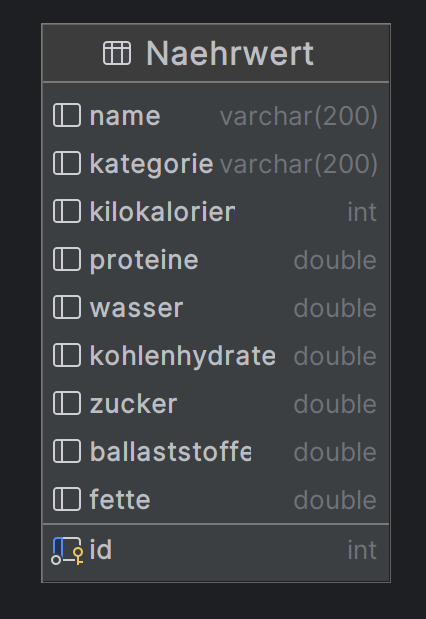 Naehrwert
name varchar(200)
kategorie varchar(200)
kilokalorien int
proteine double
wasser double
kohlenhydrate double
zucker double
ballaststoffe double
fette double
id int